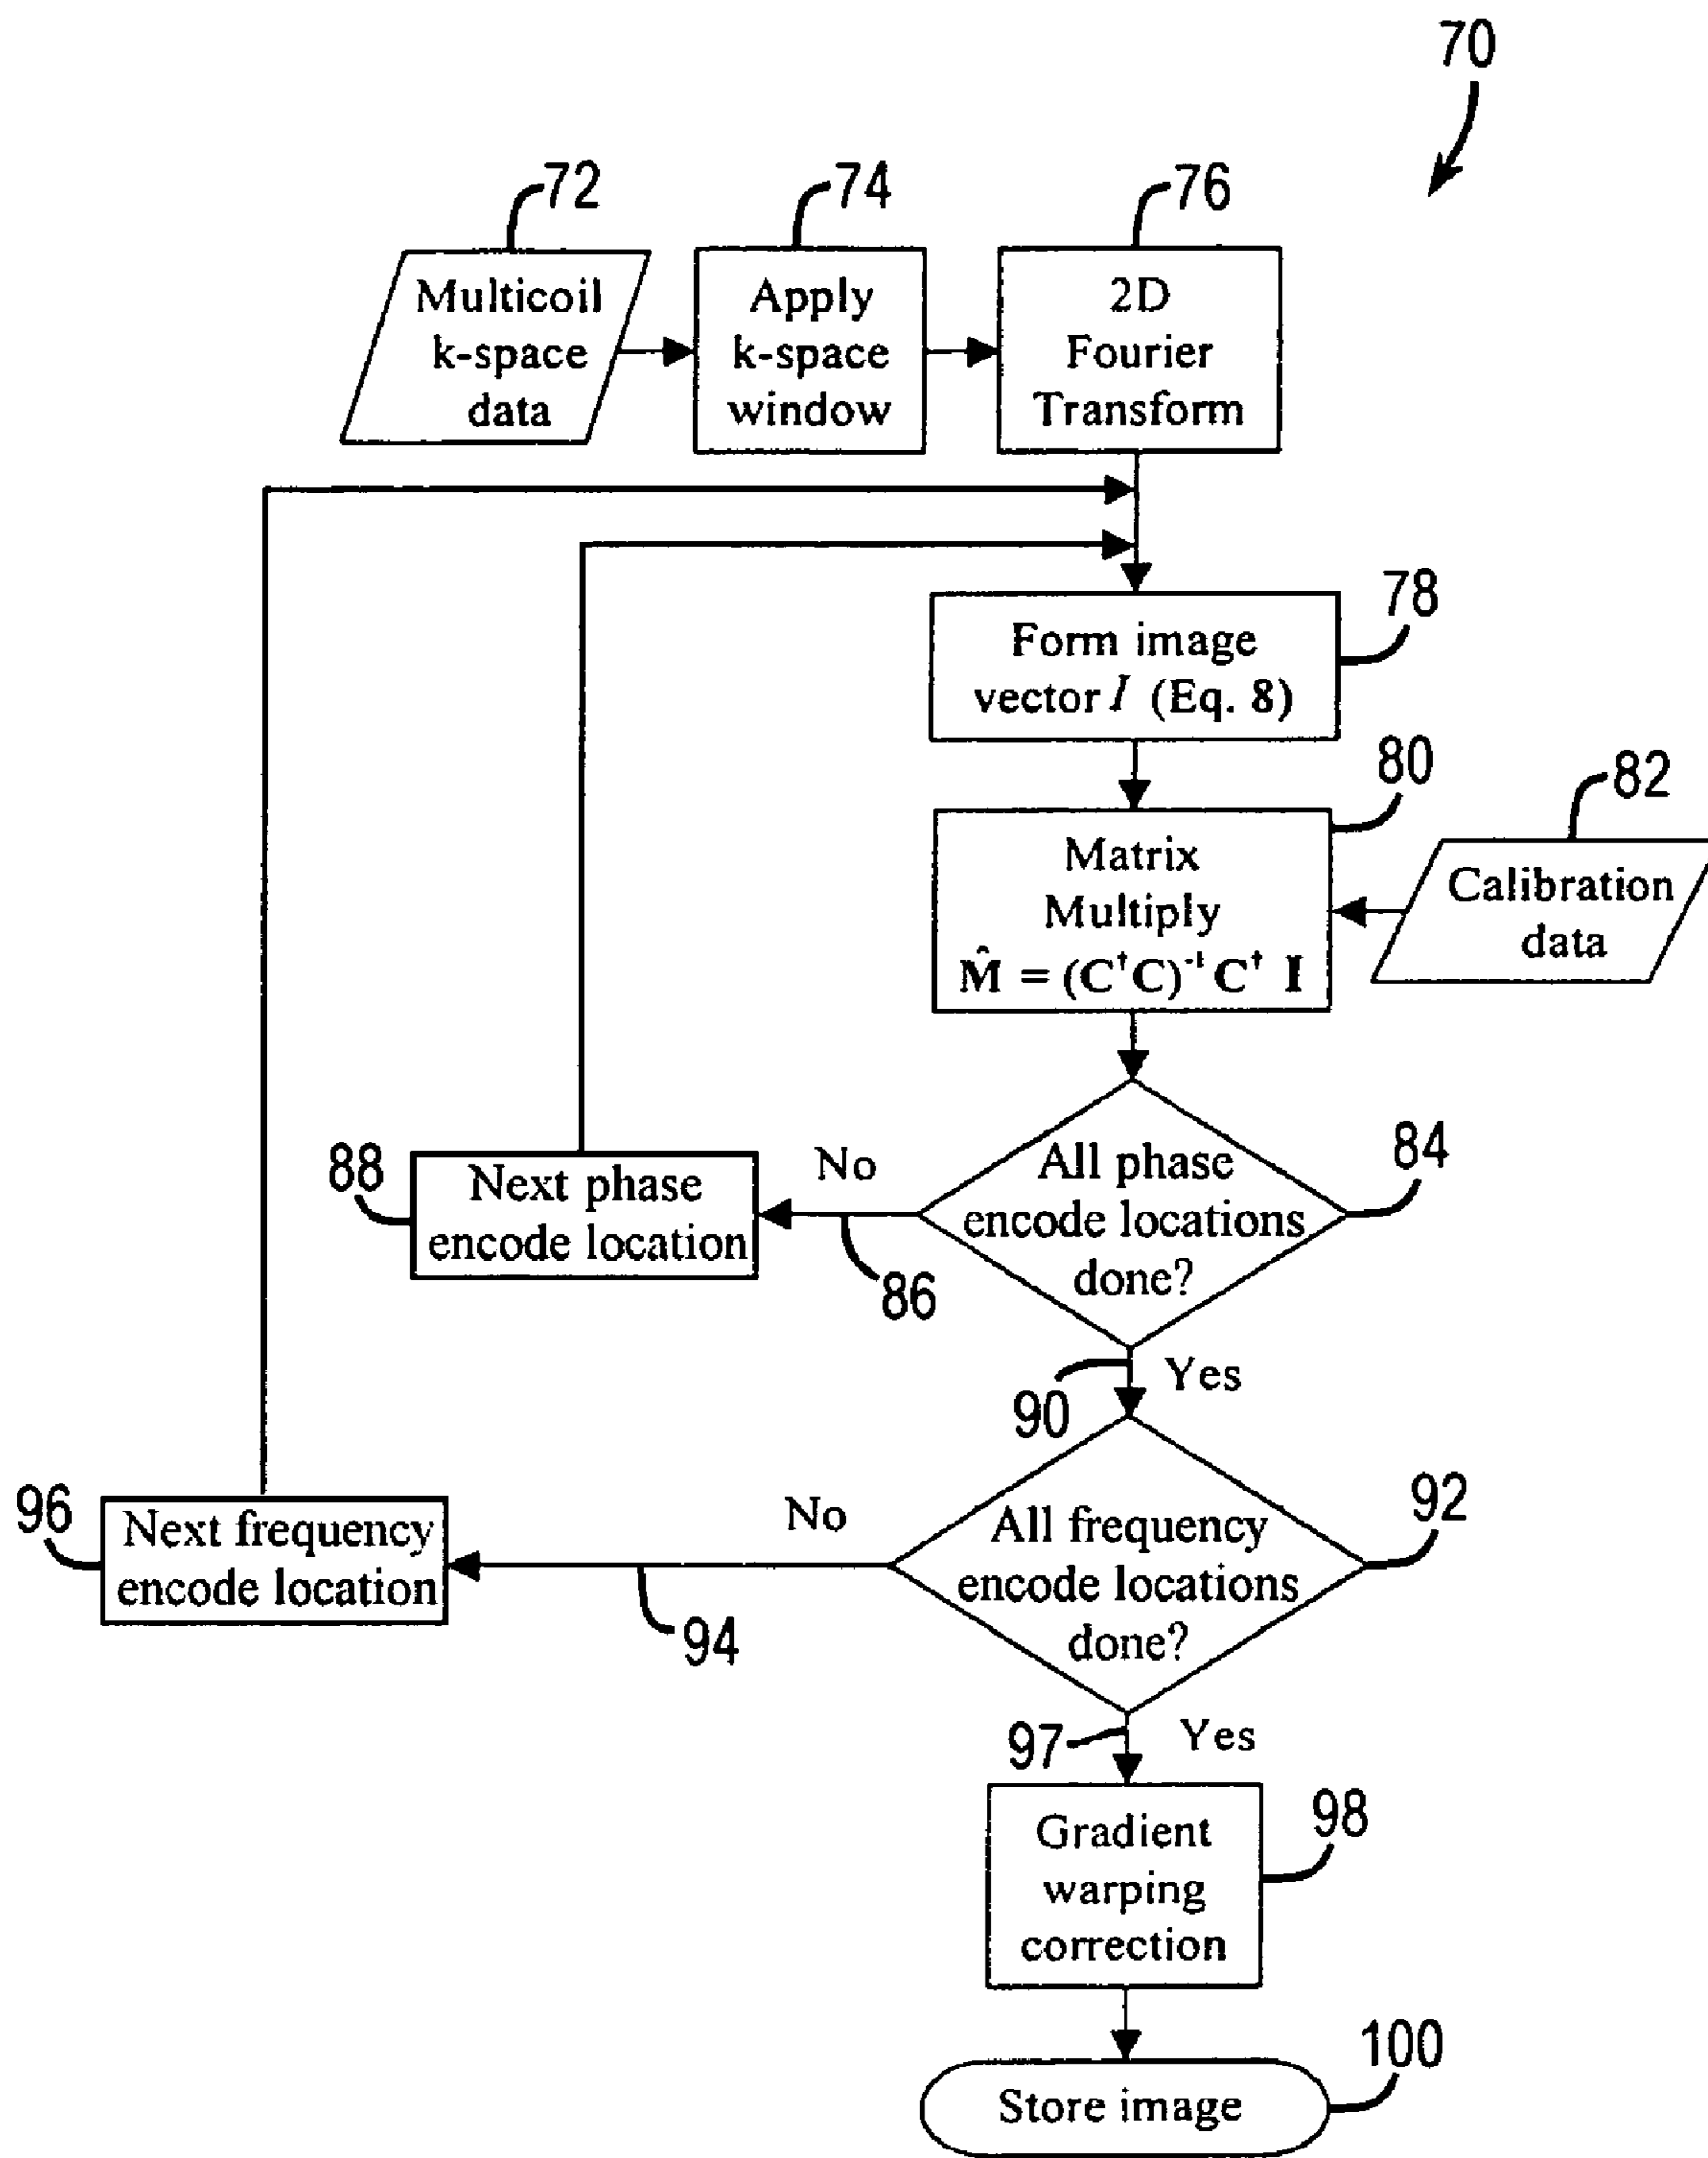 70
72
74
76
Multicoil
k-space
data
Apply
k-space
window
2D
Fourier
Transform
78
Form image
vector I (Eq. 8)
80
82
Matrix
Multiply
M̂ = (C†C)⁻¹ C† I
Calibration
data
84
All phase
encode locations
done?
No
86
88
Next phase
encode location
90
Yes
92
All frequency
encode locations
done?
No
94
96
Next frequency
encode location
97
Yes
98
Gradient
warping
correction
100
Store image